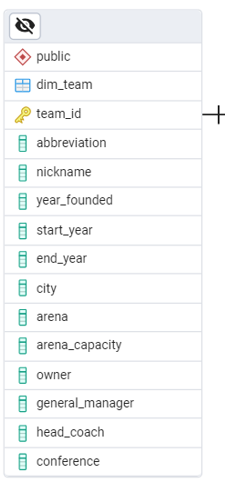 public
dim_team
team_id
abbreviation
nickname
year_founded
start_year
end_year
city
arena
arena_capacity
owner
general_manager
head_coach
conference